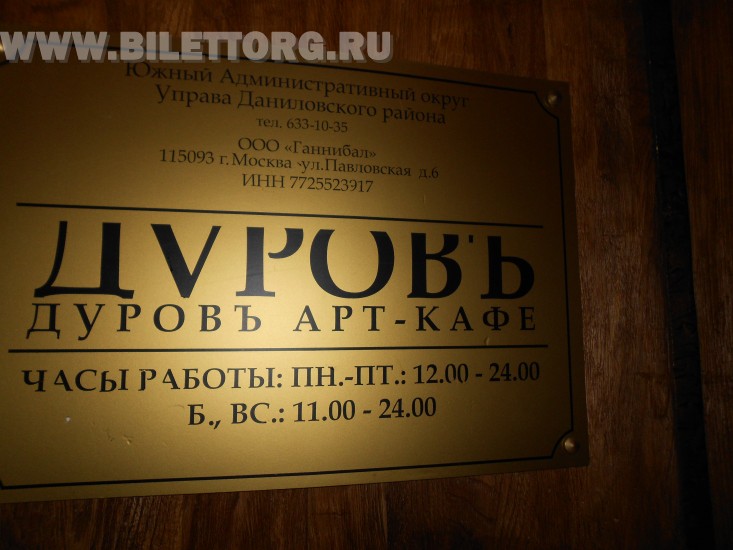 WWW.BILETTORG.RU
Южный Административный округ
Управа Даниловского района
тел. 633-10-35
ООО «Ганнибал»
115093 г.Москва ул.Павловская д.6
ИНН 7725523917
ДУРОВЪ
ДУРОВЪ АРТ-КАФЕ
ЧАСЫ РАБОТЫ: ПН.-ПТ.: 12.00 - 24.00
Б., ВС.: 11.00 - 24.00